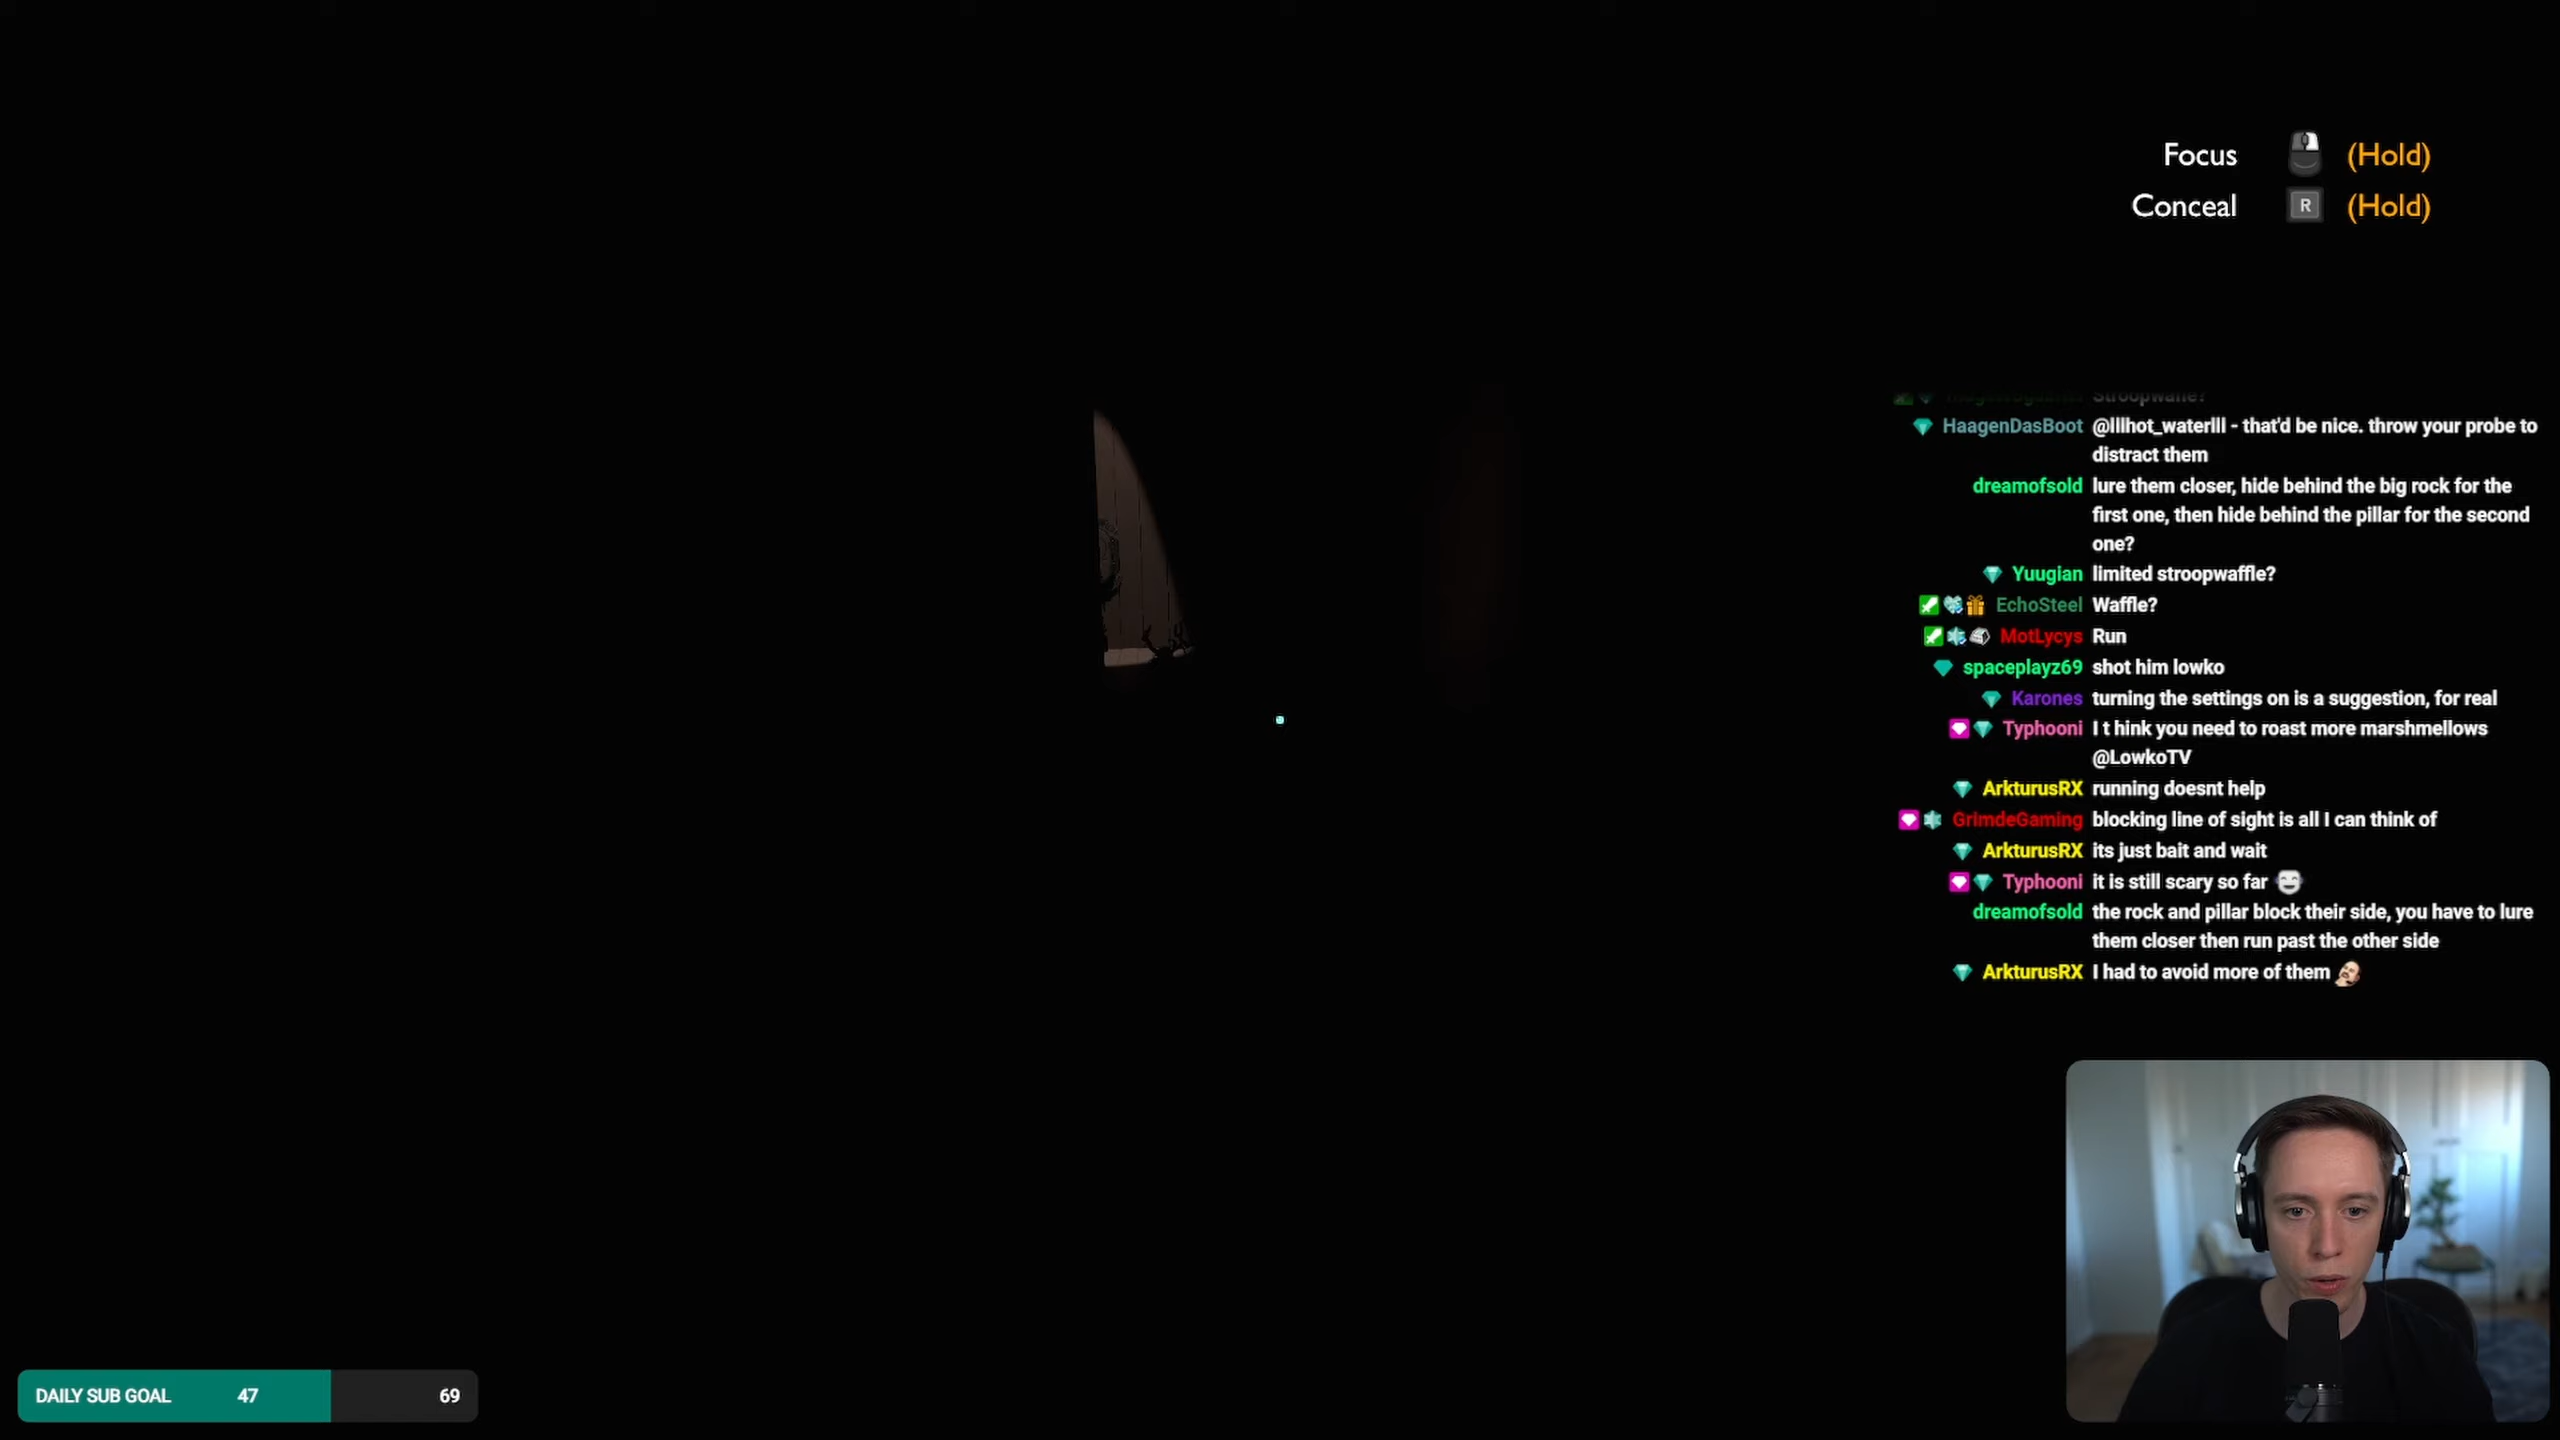 Focus (Hold)
Conceal R (Hold)
Stroopwafle?
HaagenDasBoot @lllhot_waterlll - that'd be nice. throw your probe to
distract them
dreamofsold lure them closer, hide behind the big rock for the
first one, then hide behind the pillar for the second
one?
Yuugian limited stroopwaffle?
EchoSteel Waffle?
MotLycys Run
spaceplayz69 shot him lowko
Karones turning the settings on is a suggestion, for real
Typhooni I t hink you need to roast more marshmellows
@LowkoTV
ArkturusRX running doesnt help
GrimdeGaming blocking line of sight is all I can think of
ArkturusRX its just bait and wait
Typhooni it is still scary so far
dreamofsold the rock and pillar block their side, you have to lure
them closer then run past the other side
ArkturusRX I had to avoid more of them
DAILY SUB GOAL 47 69